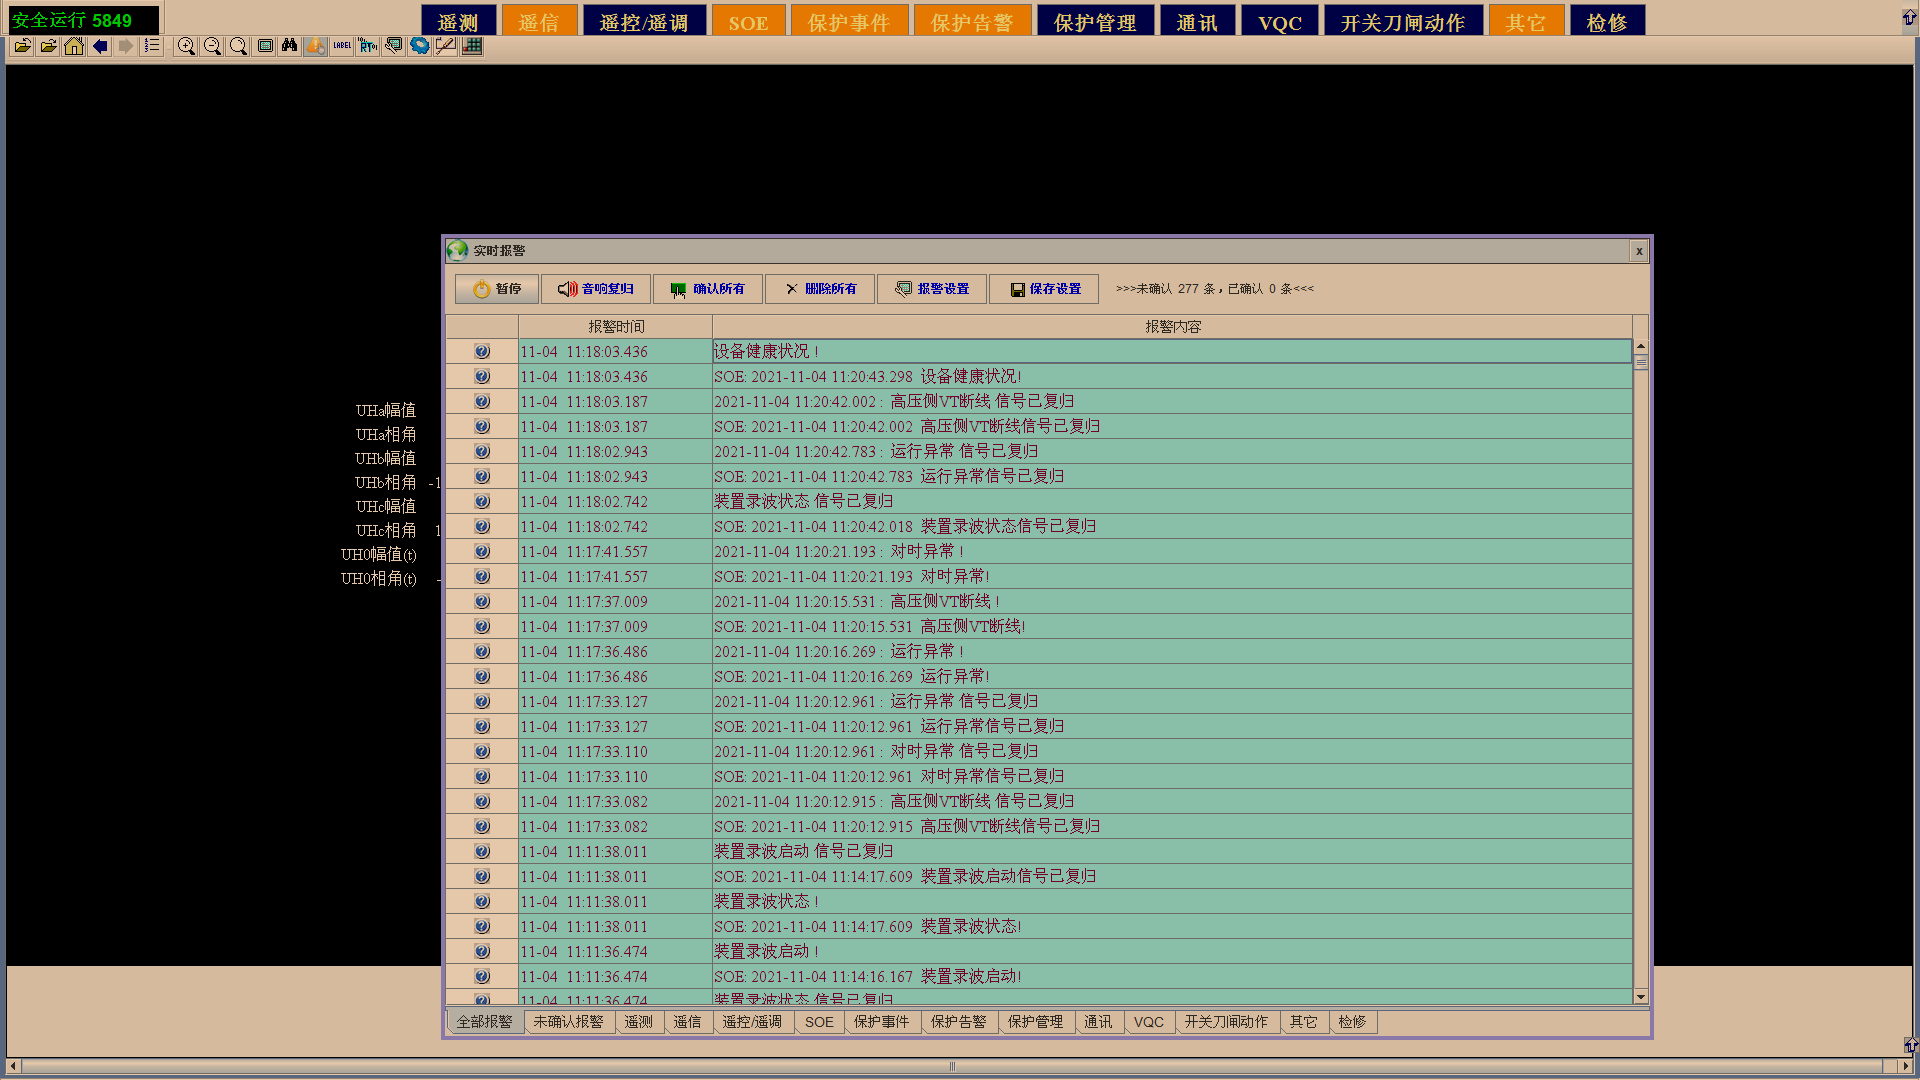 安全运行 5849
遥测 遥信 遥控/遥调 SOE 保护事件 保护告警 保护管理 通讯 VQC 开关刀闸动作 其它 检修
LABEL
实时报警 x
暂停 音响复归 确认所有 删除所有 报警设置 保存设置 >>>未确认 277 条，已确认 0 条<<<
报警时间 报警内容
11-04 11:18:03.436 设备健康状况！
11-04 11:18:03.436 SOE: 2021-11-04 11:20:43.298 设备健康状况!
11-04 11:18:03.187 2021-11-04 11:20:42.002 : 高压侧VT断线 信号已复归
11-04 11:18:03.187 SOE: 2021-11-04 11:20:42.002 高压侧VT断线信号已复归
11-04 11:18:02.943 2021-11-04 11:20:42.783 : 运行异常 信号已复归
11-04 11:18:02.943 SOE: 2021-11-04 11:20:42.783 运行异常信号已复归
11-04 11:18:02.742 装置录波状态 信号已复归
11-04 11:18:02.742 SOE: 2021-11-04 11:20:42.018 装置录波状态信号已复归
11-04 11:17:41.557 2021-11-04 11:20:21.193 : 对时异常！
11-04 11:17:41.557 SOE: 2021-11-04 11:20:21.193 对时异常!
11-04 11:17:37.009 2021-11-04 11:20:15.531 : 高压侧VT断线！
11-04 11:17:37.009 SOE: 2021-11-04 11:20:15.531 高压侧VT断线!
11-04 11:17:36.486 2021-11-04 11:20:16.269 : 运行异常！
11-04 11:17:36.486 SOE: 2021-11-04 11:20:16.269 运行异常!
11-04 11:17:33.127 2021-11-04 11:20:12.961 : 运行异常 信号已复归
11-04 11:17:33.127 SOE: 2021-11-04 11:20:12.961 运行异常信号已复归
11-04 11:17:33.110 2021-11-04 11:20:12.961 : 对时异常 信号已复归
11-04 11:17:33.110 SOE: 2021-11-04 11:20:12.961 对时异常信号已复归
11-04 11:17:33.082 2021-11-04 11:20:12.915 : 高压侧VT断线 信号已复归
11-04 11:17:33.082 SOE: 2021-11-04 11:20:12.915 高压侧VT断线信号已复归
11-04 11:11:38.011 装置录波启动 信号已复归
11-04 11:11:38.011 SOE: 2021-11-04 11:14:17.609 装置录波启动信号已复归
11-04 11:11:38.011 装置录波状态！
11-04 11:11:38.011 SOE: 2021-11-04 11:14:17.609 装置录波状态!
11-04 11:11:36.474 装置录波启动！
11-04 11:11:36.474 SOE: 2021-11-04 11:14:16.167 装置录波启动!
11-04 11:11:36.474 装置录波状态 信号已复归
UHa幅值
UHa相角
UHb幅值
UHb相角 -1
UHc幅值
UHc相角 1
UH0幅值(t)
UH0相角(t) -
全部报警 未确认报警 遥测 遥信 遥控/遥调 SOE 保护事件 保护告警 保护管理 通讯 VQC 开关刀闸动作 其它 检修